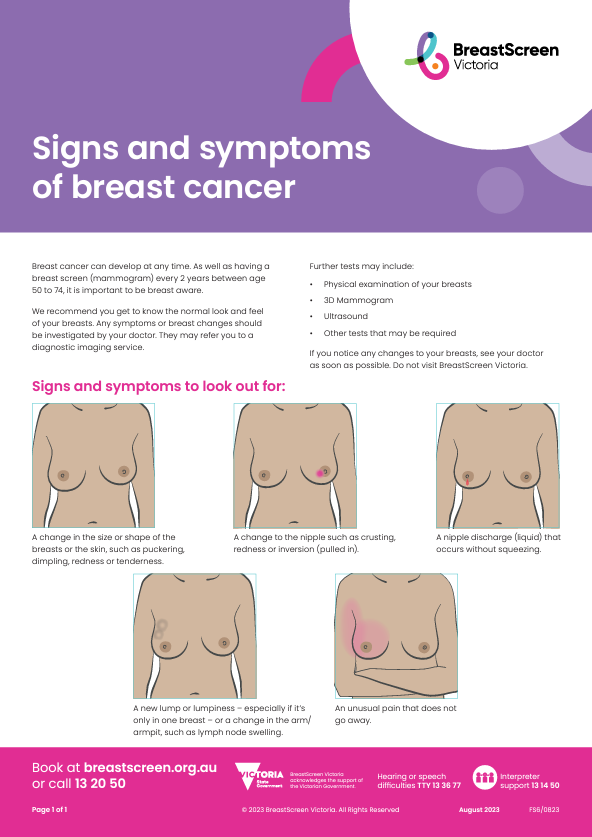 BreastScreen
Victoria
Signs and symptoms
of breast cancer
Breast cancer can develop at any time. As well as having a
breast screen (mammogram) every 2 years between age
50 to 74, it is important to be breast aware.
We recommend you get to know the normal look and feel
of your breasts. Any symptoms or breast changes should
be investigated by your doctor. They may refer you to a
diagnostic imaging service.
Further tests may include:
• Physical examination of your breasts
• 3D Mammogram
• Ultrasound
• Other tests that may be required
If you notice any changes to your breasts, see your doctor
as soon as possible. Do not visit BreastScreen Victoria.
Signs and symptoms to look out for:
A change in the size or shape of the
breasts or the skin, such as puckering,
dimpling, redness or tenderness.
A change to the nipple such as crusting,
redness or inversion (pulled in).
A nipple discharge (liquid) that
occurs without squeezing.
A new lump or lumpiness – especially if it's
only in one breast – or a change in the arm/
armpit, such as lymph node swelling.
An unusual pain that does not
go away.
Book at breastscreen.org.au
or call 13 20 50
VICTORIA
State
Government
BreastScreen Victoria
acknowledges the support of
the Victorian Government.
Hearing or speech
difficulties TTY 13 36 77
Interpreter
support 13 14 50
Page 1 of 1
© 2023 BreastScreen Victoria. All Rights Reserved
August 2023
F56/0823